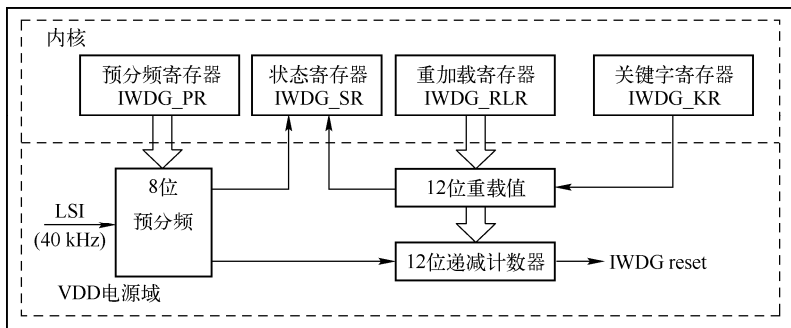 内核
预分频寄存器
IWDG_PR
状态寄存器
IWDG_SR
重加载寄存器
IWDG_RLR
关键字寄存器
IWDG_KR
8位
预分频
12位重载值
LSI
(40 kHz)
12位递减计数器
IWDG reset
VDD电源域